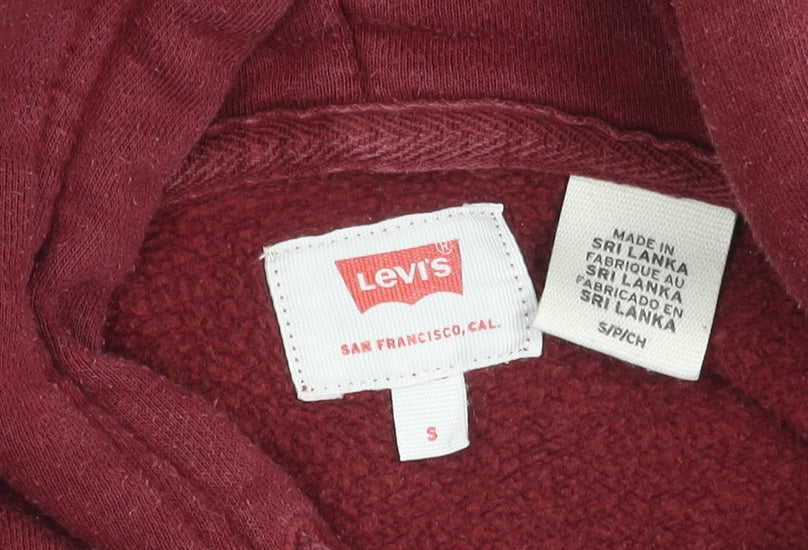 LEVI'S®
SAN FRANCISCO, CAL.
S
MADE IN
SRI LANKA
FABRIQUE AU
SRI LANKA
FABRICADO EN
SRI LANKA
S/P/CH